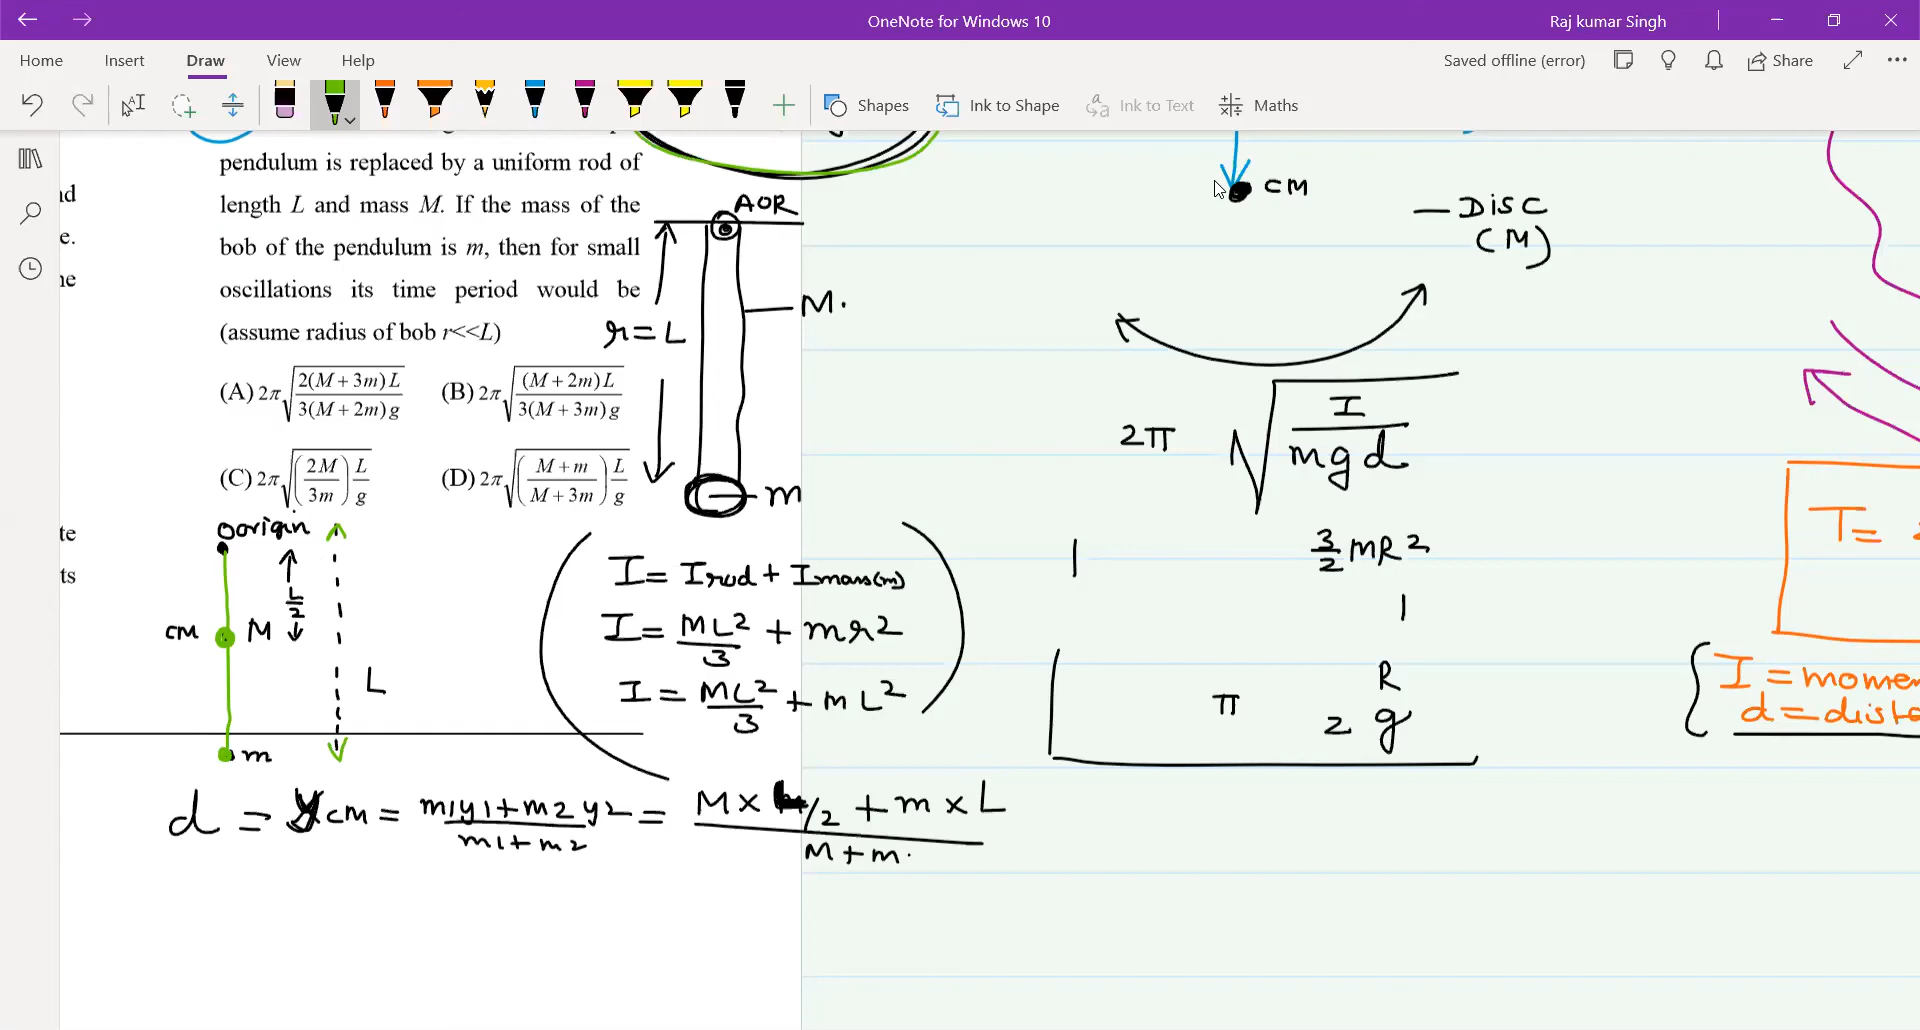 OneNote for Windows 10
Raj kumar Singh
Home Insert Draw View Help
Saved offline (error)
Share
Shapes
Ink to Shape
Ink to Text
Maths
nd
e.
ne
te
ts
pendulum is replaced by a uniform rod of
length L and mass M. If the mass of the
bob of the pendulum is m, then for small
oscillations its time period would be
(assume radius of bob r<<L)
(A) 2π√(2(M+3m)L / 3(M+2m)g)
(B) 2π√((M+2m)L / 3(M+3m)g)
(C) 2π√((2M/3m) L/g)
(D) 2π√((M+m/M+3m) L/g)
AOR
M.
r=L
m
origin
L/2
CM M
L
m
I= Irod + Imass(m)
I= ML²/3 + mr²
I = ML²/3 + mL²
d = ycm = m1y1+m2y2/m1+m2 = M×L/2 + m×L / M+m.
CM
DISC
(M)
2π √(I/mgd)
3/2 MR²
π
R
2 g
T=
I = momen
d = dist